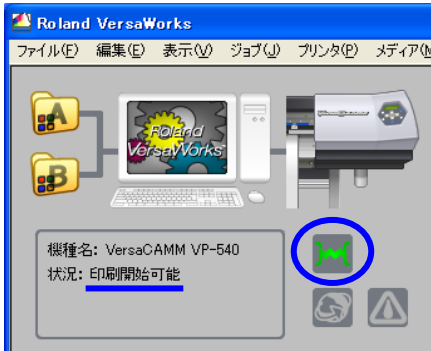 Roland VersaWorks
ファイル(F) 編集(E) 表示(V) ジョブ(J) プリンタ(P) メディア(M
A
Roland
VersaWorks
B
機種名: VersaCAMM VP-540
状況: 印刷開始可能